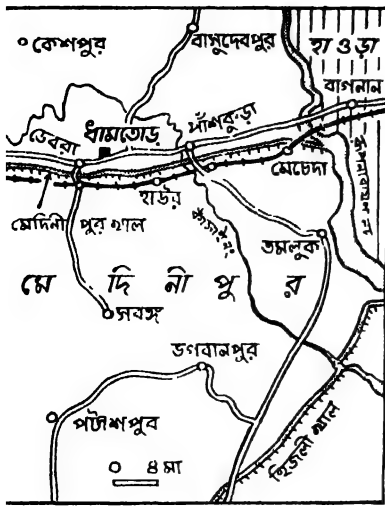 কেশপুর
বাসুদেবপুর
হাওড়া
বাগনান
ডেবরা
ধামতোড়
পাঁশকুড়া
মেচেদা
হাউর
মেদিনীপুর খাল
তমলুক
মেদিনীপুর
সবঙ্গ
ভগবানপুর
পটাশপুব
হিজলী খাল
০ ৪ মা